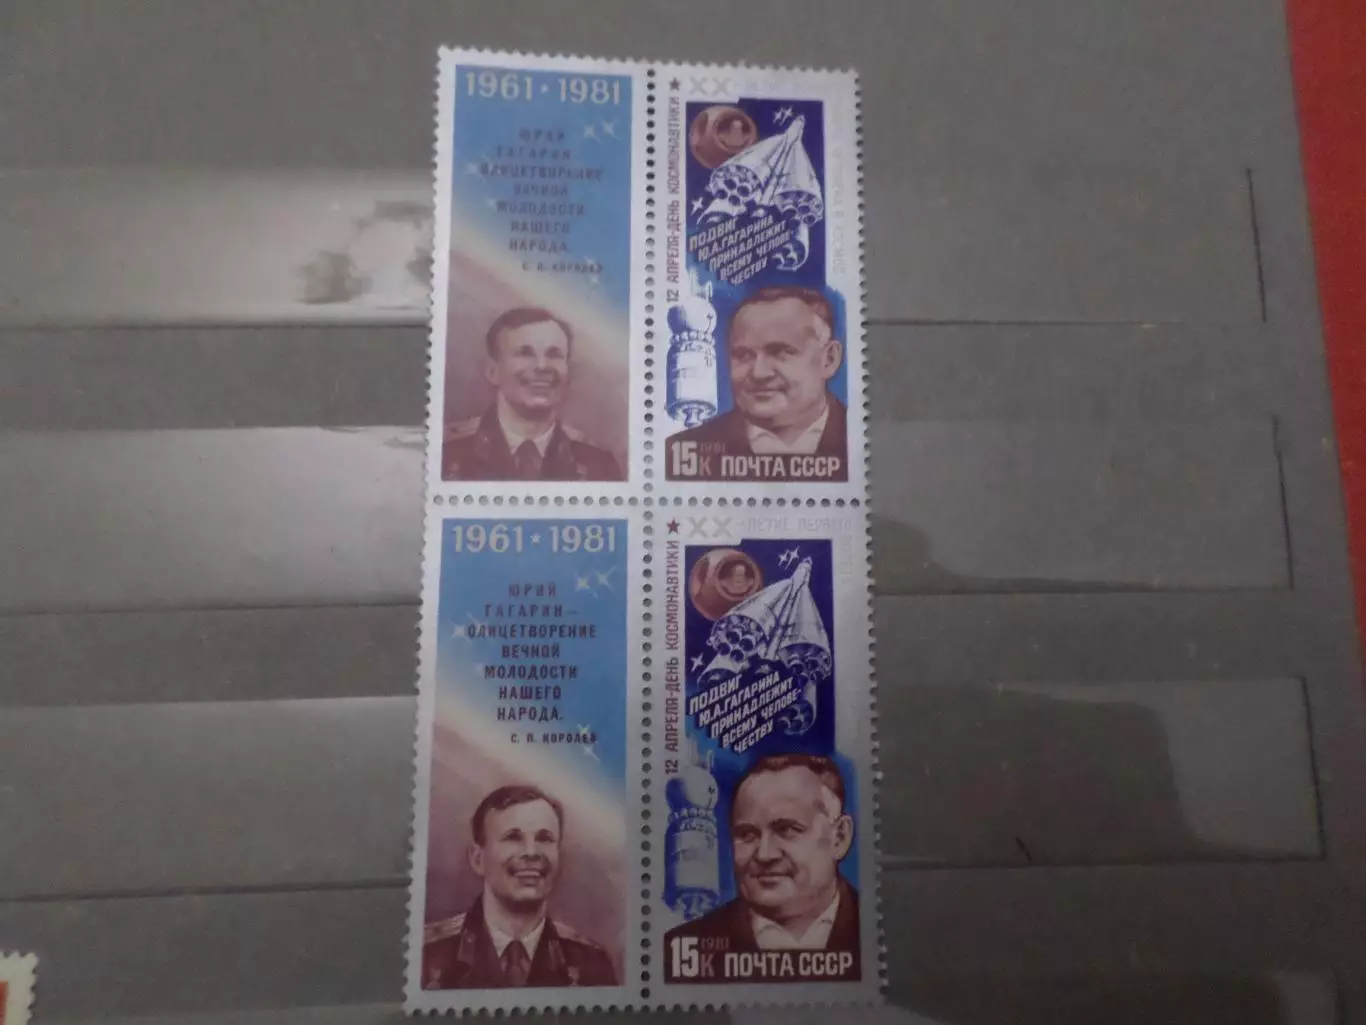 1961 ★ 1981
ЮРИЙ
ГАГАРИН–
ОЛИЦЕТВОРЕНИЕ
ВЕЧНОЙ
МОЛОДОСТИ
НАШЕГО
НАРОДА.
С. П. КОРОЛЕВ
12 АПРЕЛЯ-ДЕНЬ КОСМОНАВТИКИ ★
XX
ПОДВИГ
Ю.А.ГАГАРИНА
ПРИНАДЛЕЖИТ
ВСЕМУ ЧЕЛОВЕ-
ЧЕСТВУ
15К 1981 ПОЧТА СССР
1961 ★ 1981
ЮРИЙ
ГАГАРИН–
ОЛИЦЕТВОРЕНИЕ
ВЕЧНОЙ
МОЛОДОСТИ
НАШЕГО
НАРОДА.
С. П. КОРОЛЕВ
12 АПРЕЛЯ-ДЕНЬ КОСМОНАВТИКИ ★
XX-ЛЕТИЕ ПЕРВОГО
ПОДВИГ
Ю.А.ГАГАРИНА
ПРИНАДЛЕЖИТ
ВСЕМУ ЧЕЛОВЕ-
ЧЕСТВУ
15К 1981 ПОЧТА СССР